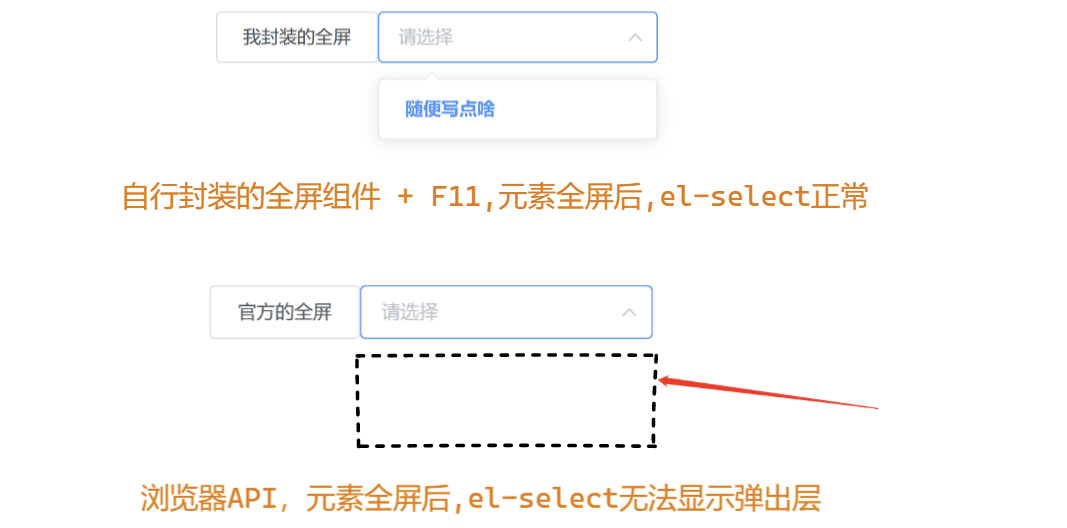 我封装的全屏 请选择
随便写点啥
自行封装的全屏组件 + F11,元素全屏后,el-select正常
官方的全屏 请选择
浏览器API，元素全屏后,el-select无法显示弹出层